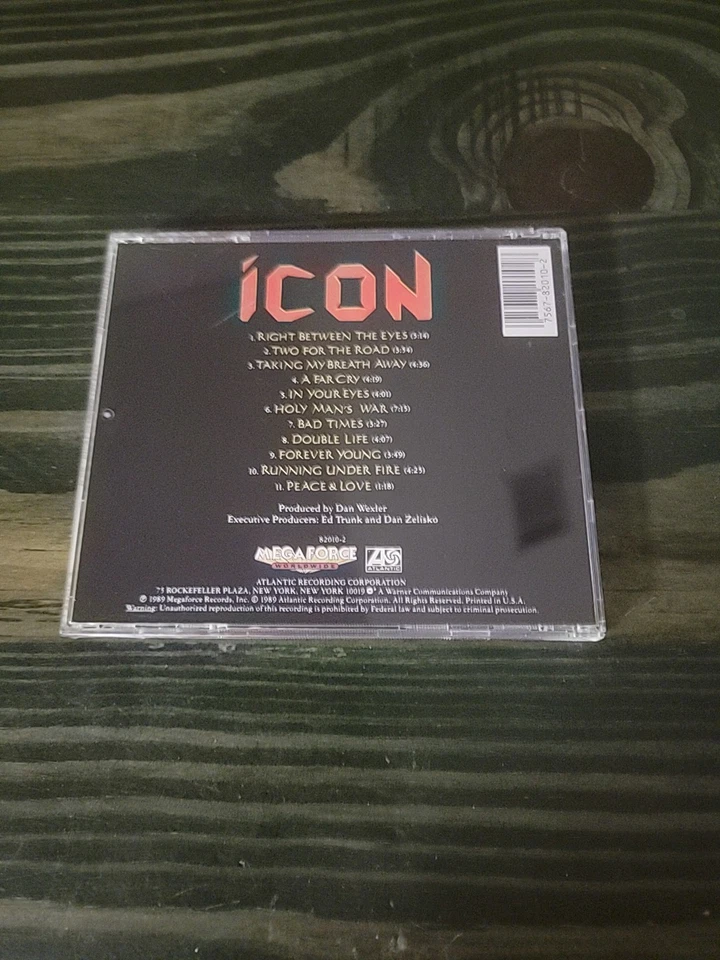 ICON
7567-82010-2
1. RIGHT BETWEEN THE EYES (3:14)
2. TWO FOR THE ROAD (3:34)
3. TAKING MY BREATH AWAY (4:36)
4. A FAR CRY (4:19)
5. IN YOUR EYES (4:01)
6. HOLY MAN'S WAR (7:13)
7. BAD TIMES (3:27)
8. DOUBLE LIFE (4:07)
9. FOREVER YOUNG (3:49)
10. RUNNING UNDER FIRE (4:25)
11. PEACE & LOVE (1:18)
Produced by Dan Wexler
Executive Producers: Ed Trunk and Dan Zelisko
82010-2
MEGAFORCE
WORLDWIDE
ATLANTIC
ATLANTIC RECORDING CORPORATION
75 ROCKEFELLER PLAZA, NEW YORK, NEW YORK 10019 A Warner Communications Company
℗ 1989 Megaforce Records, Inc. © 1989 Atlantic Recording Corporation. All Rights Reserved. Printed in U.S.A.
Warning: Unauthorized reproduction of this recording is prohibited by Federal law and subject to criminal prosecution.